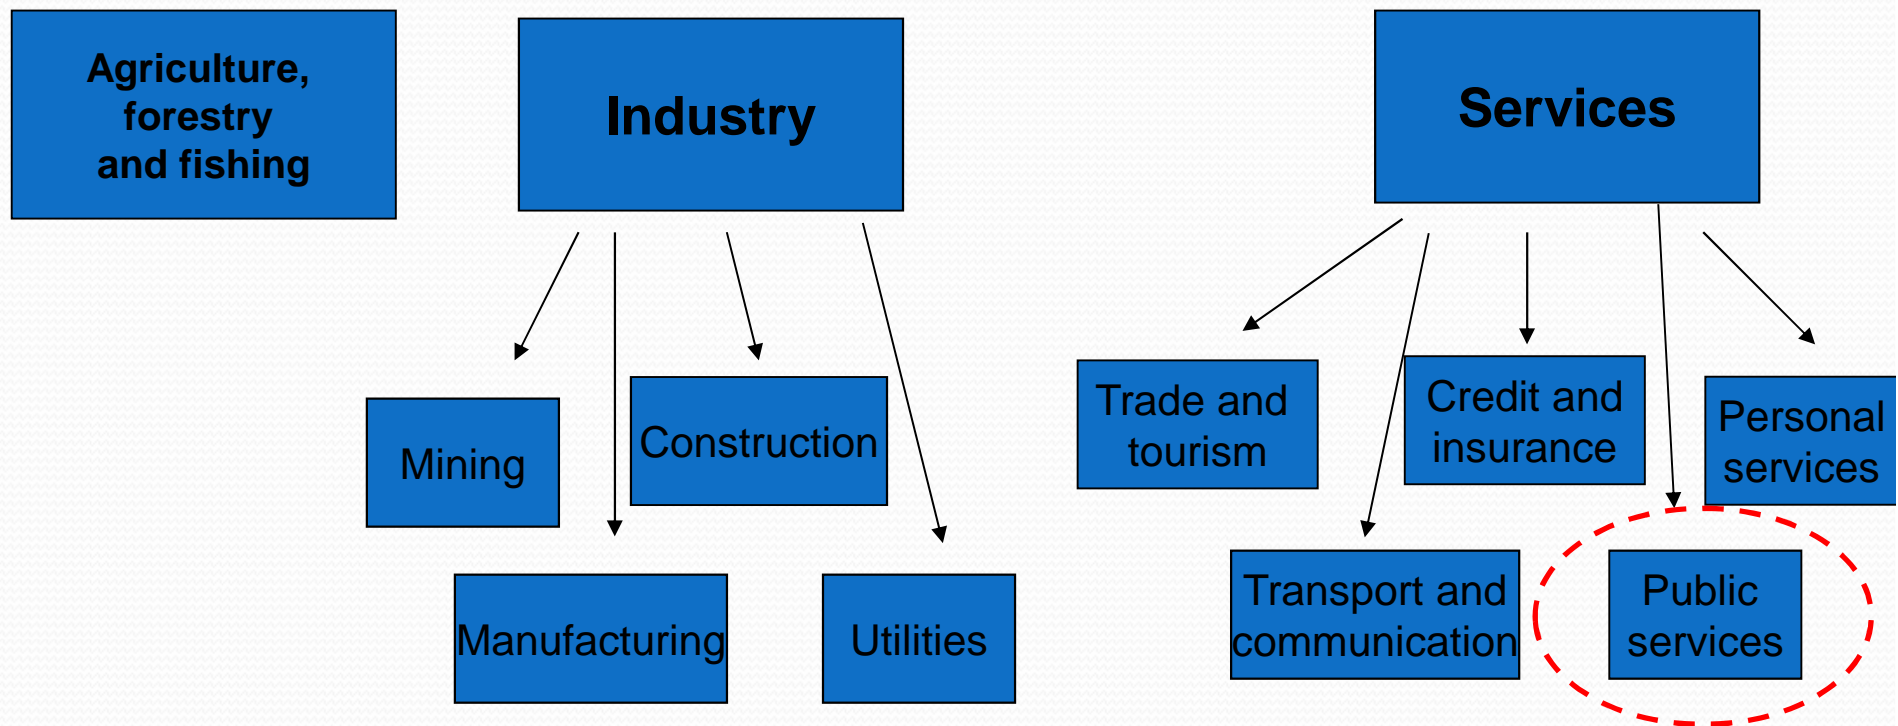 Agriculture,
forestry
and fishing
Industry
Services
Mining
Construction
Manufacturing
Utilities
Trade and
tourism
Credit and
insurance
Personal
services
Transport and
communication
Public
services